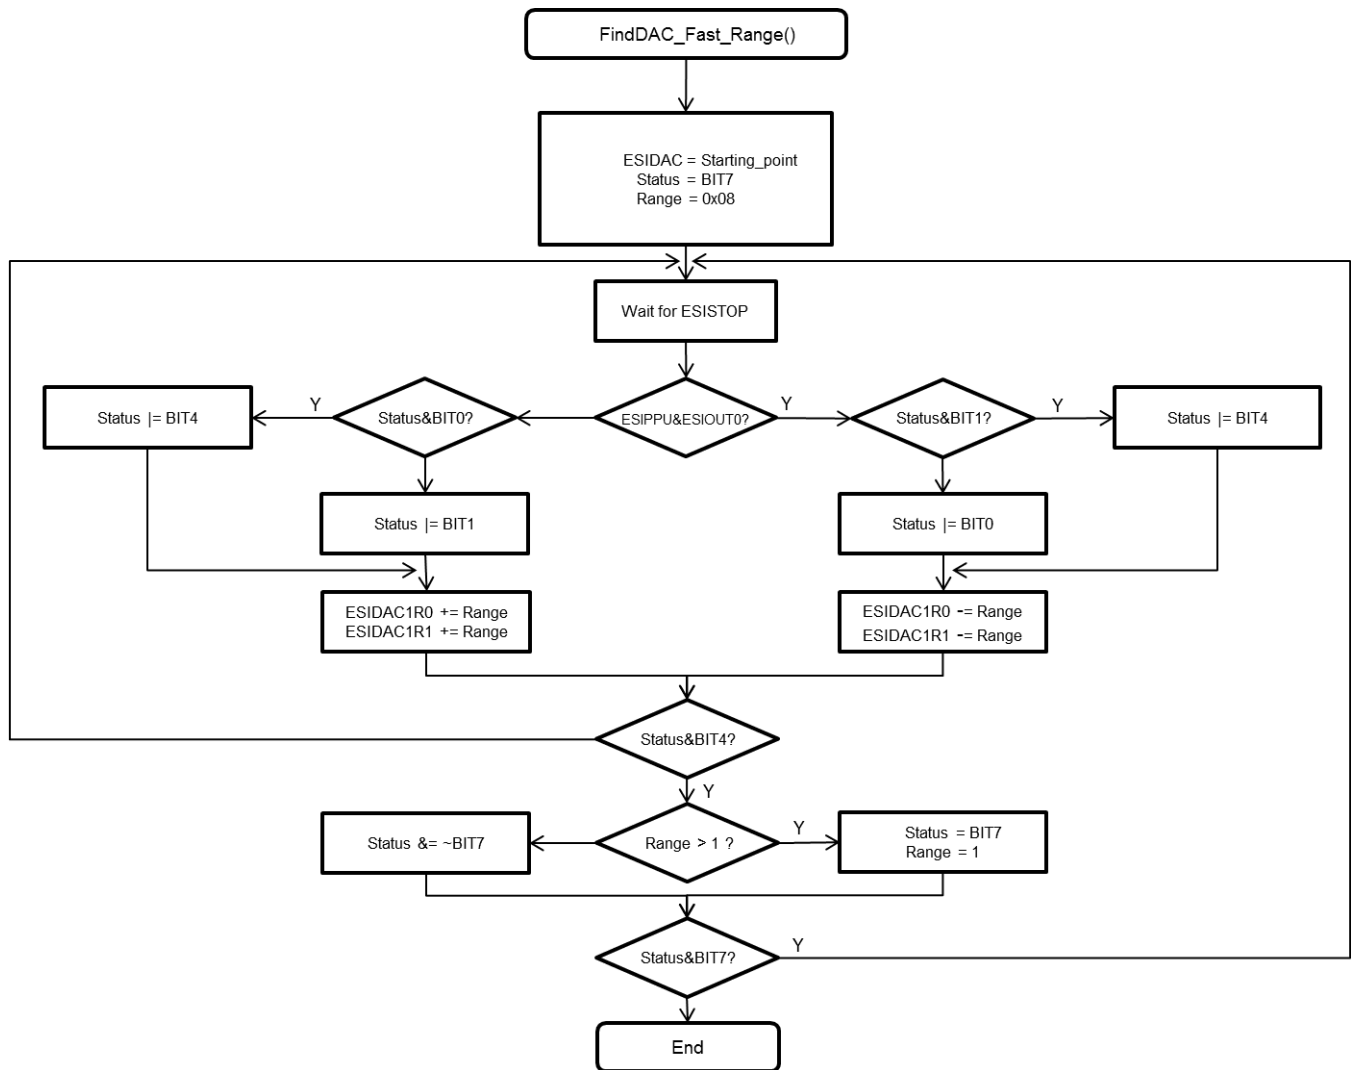 FindDAC_Fast_Range()
ESIDAC = Starting_point
Status = BIT7
Range = 0x08
Wait for ESISTOP
Status |= BIT4
Y
Status&BIT0?
ESIPPU&ESIOUT0?
Y
Status&BIT1?
Y
Status |= BIT4
Status |= BIT1
Status |= BIT0
ESIDAC1R0 += Range
ESIDAC1R1 += Range
ESIDAC1R0 -= Range
ESIDAC1R1 -= Range
Status&BIT4?
Y
Status &= ~BIT7
Range > 1 ?
Y
Status = BIT7
Range = 1
Status&BIT7?
Y
End